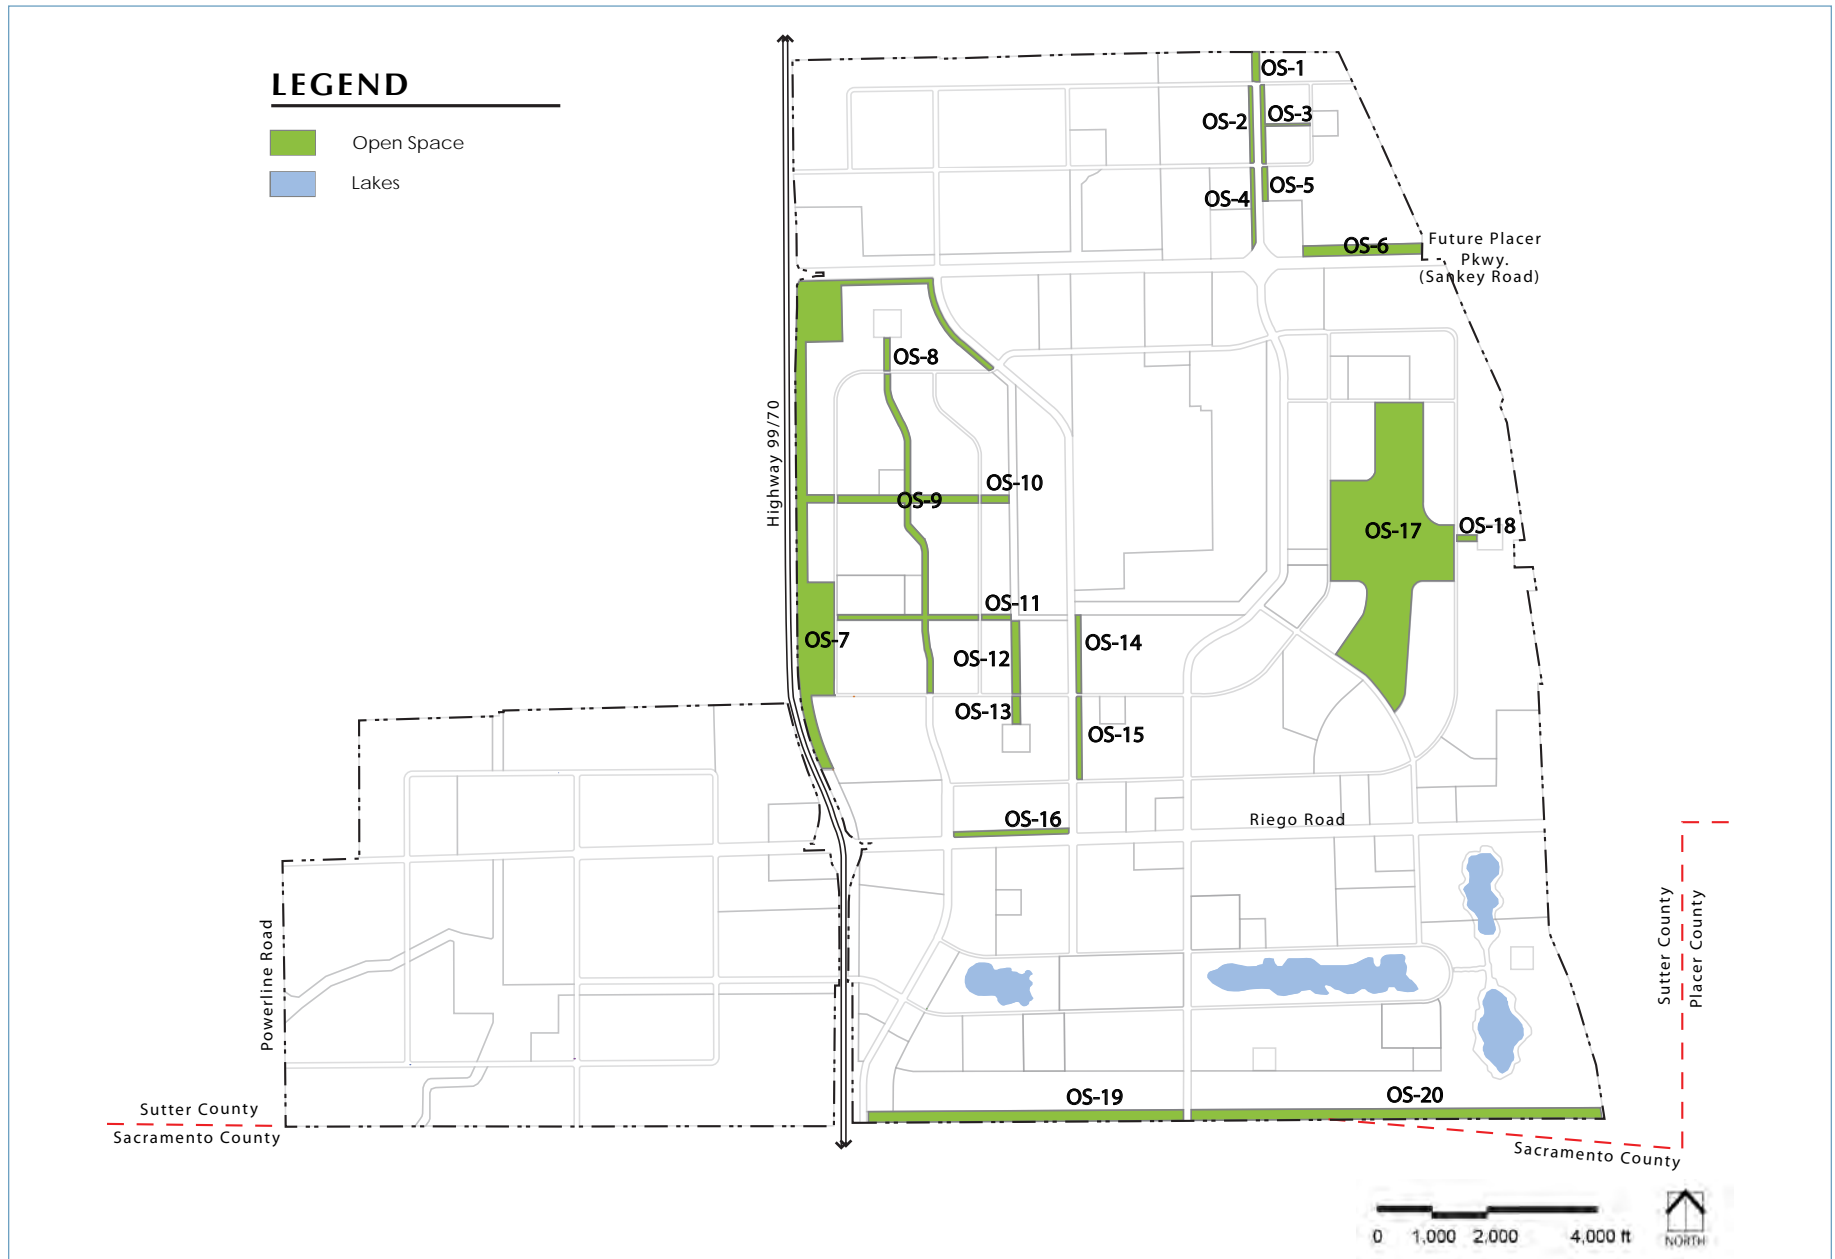 LEGEND
Open Space
Lakes
OS-1
OS-2
OS-3
OS-4
OS-5
OS-6
Future Placer
Pkwy.
(Sankey Road)
OS-8
Highway 99/70
OS-10
OS-9
OS-17
OS-18
OS-11
OS-7
OS-12
OS-14
OS-13
OS-15
OS-16
Riego Road
Powerline Road
Sutter County
Placer County
OS-19
OS-20
Sutter County
Sacramento County
Sacramento County
0 1,000 2,000 4,000 ft
NORTH